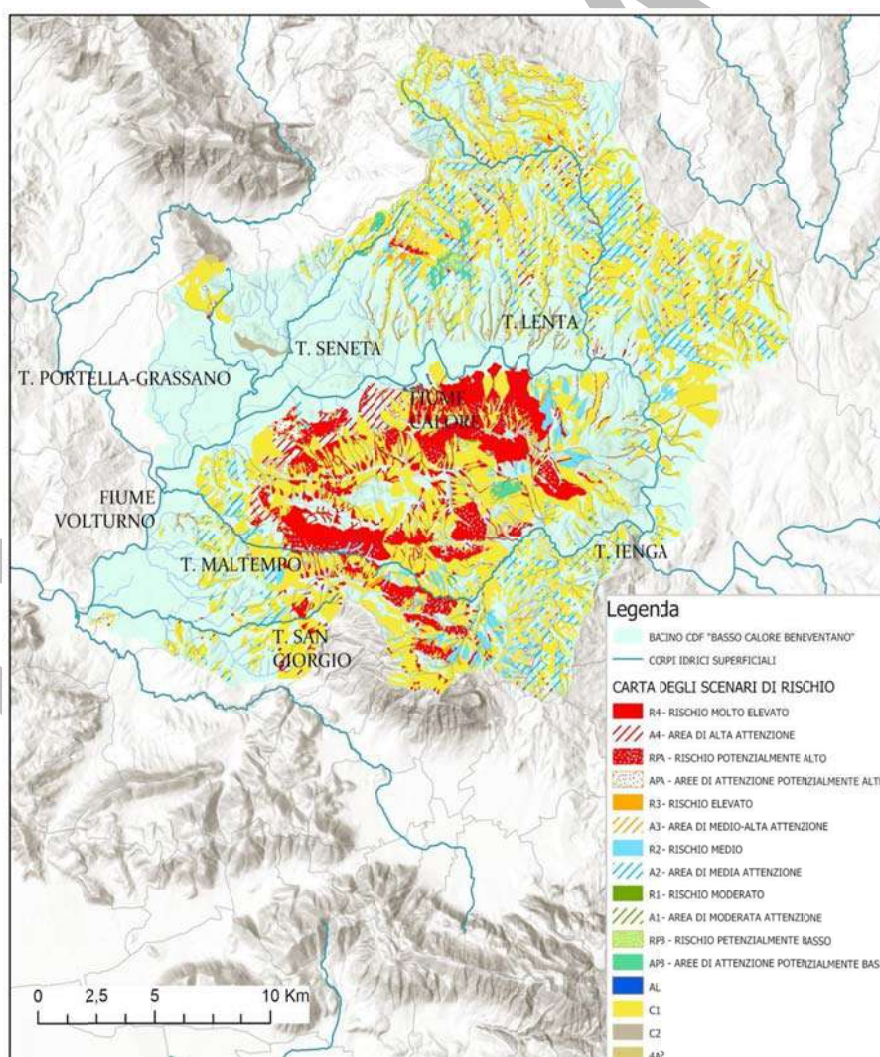 T. LENTA
T. SENETA
T. PORTELLA-GRASSANO
FIUME
CALORE
FIUME
VOLTURNO
T. IENGA
T. MALTEMPO
T. SAN
GIORGIO
Legenda
BACINO CDF "BASSO CALORE BENEVENTANO"
CORPI IDRICI SUPERFICIALI
CARTA DEGLI SCENARI DI RISCHIO
R4- RISCHIO MOLTO ELEVATO
A4- AREA DI ALTA ATTENZIONE
RPA - RISCHIO POTENZIALMENTE ALTO
APA - AREE DI ATTENZIONE POTENZIALMENTE ALTE
R3- RISCHIO ELEVATO
A3- AREA DI MEDIO-ALTA ATTENZIONE
R2- RISCHIO MEDIO
A2- AREA DI MEDIA ATTENZIONE
R1- RISCHIO MODERATO
A1- AREA DI MODERATA ATTENZIONE
RPB - RISCHIO PETENZIALMENTE BASSO
APB - AREE DI ATTENZIONE POTENZIALMENTE BASS
AL
C1
C2
0 2,5 5 10 Km